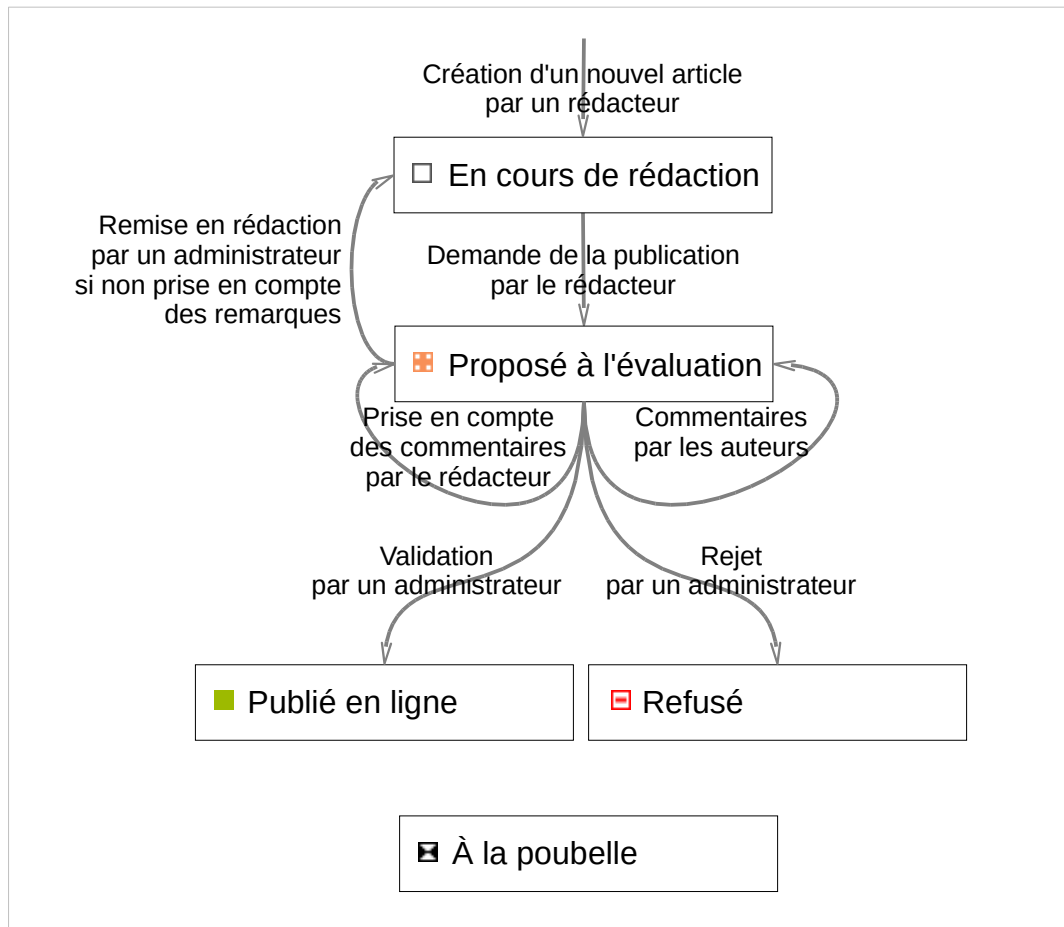 Création d'un nouvel article
par un rédacteur
En cours de rédaction
Remise en rédaction
par un administrateur
si non prise en compte
des remarques
Demande de la publication
par le rédacteur
Proposé à l'évaluation
Prise en compte
des commentaires
par le rédacteur
Commentaires
par les auteurs
Validation
par un administrateur
Rejet
par un administrateur
Publié en ligne
Refusé
À la poubelle